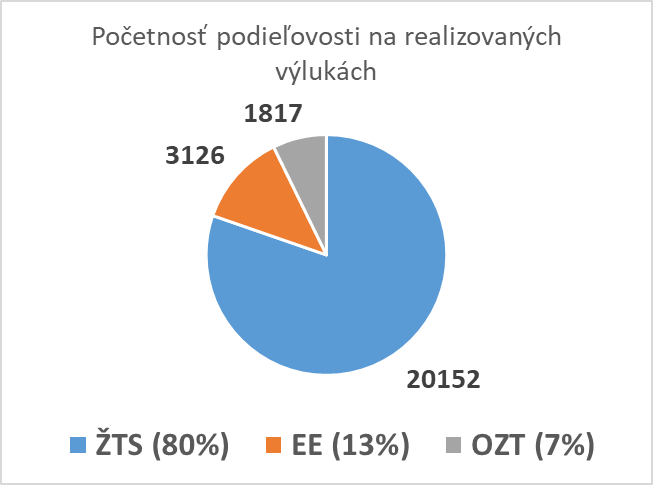 Početnosť podieľovosti na realizovaných
výlukách
1817
3126
20152
ŽTS (80%) EE (13%) OZT (7%)